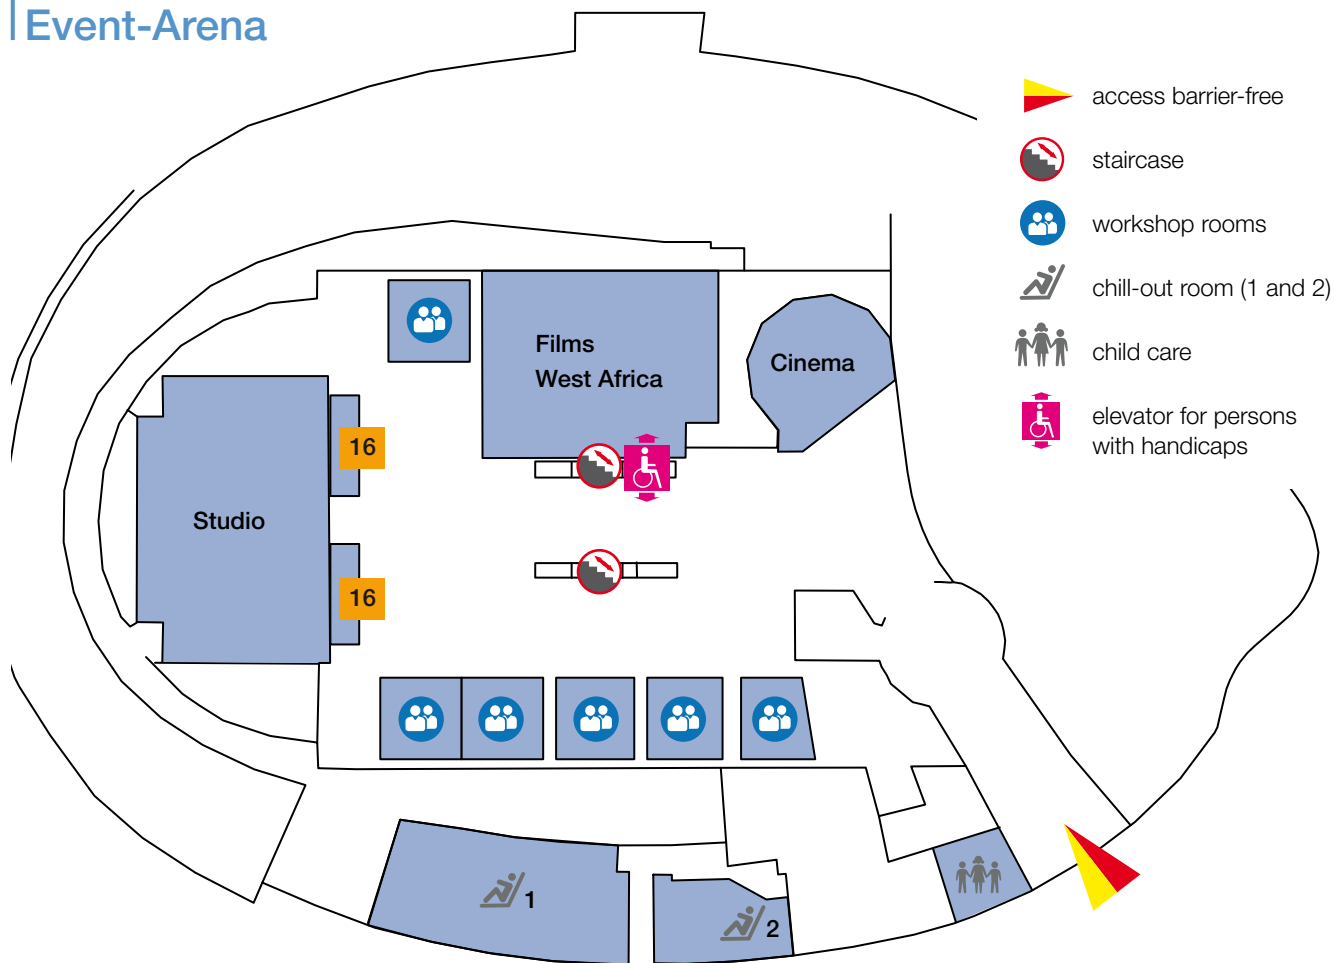 Event-Arena
access barrier-free
staircase
workshop rooms
chill-out room (1 and 2)
child care
elevator for persons
with handicaps
Films
West Africa
Cinema
16
Studio
16
1
2